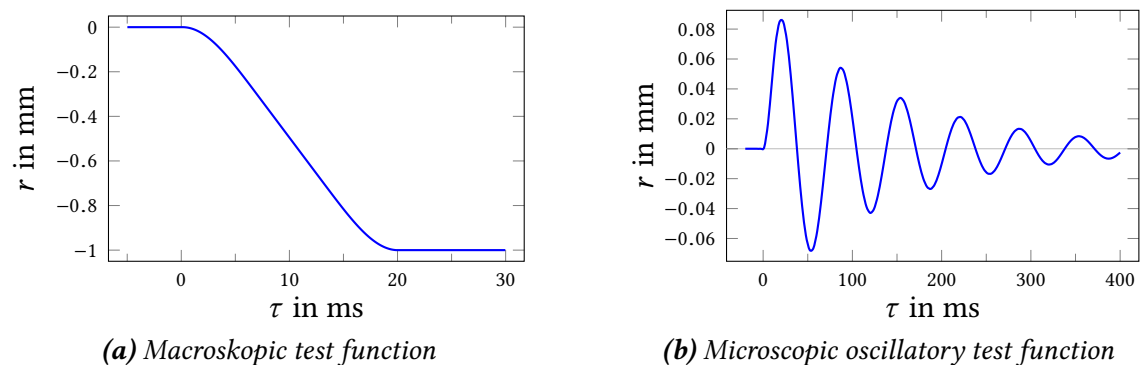 0
−0.2
−0.4
−0.6
−0.8
−1
r in mm
0 10 20 30
τ in ms
(a) Macroskopic test function
0.08
0.06
0.04
0.02
0
−0.02
−0.04
−0.06
r in mm
0 100 200 300 400
τ in ms
(b) Microscopic oscillatory test function